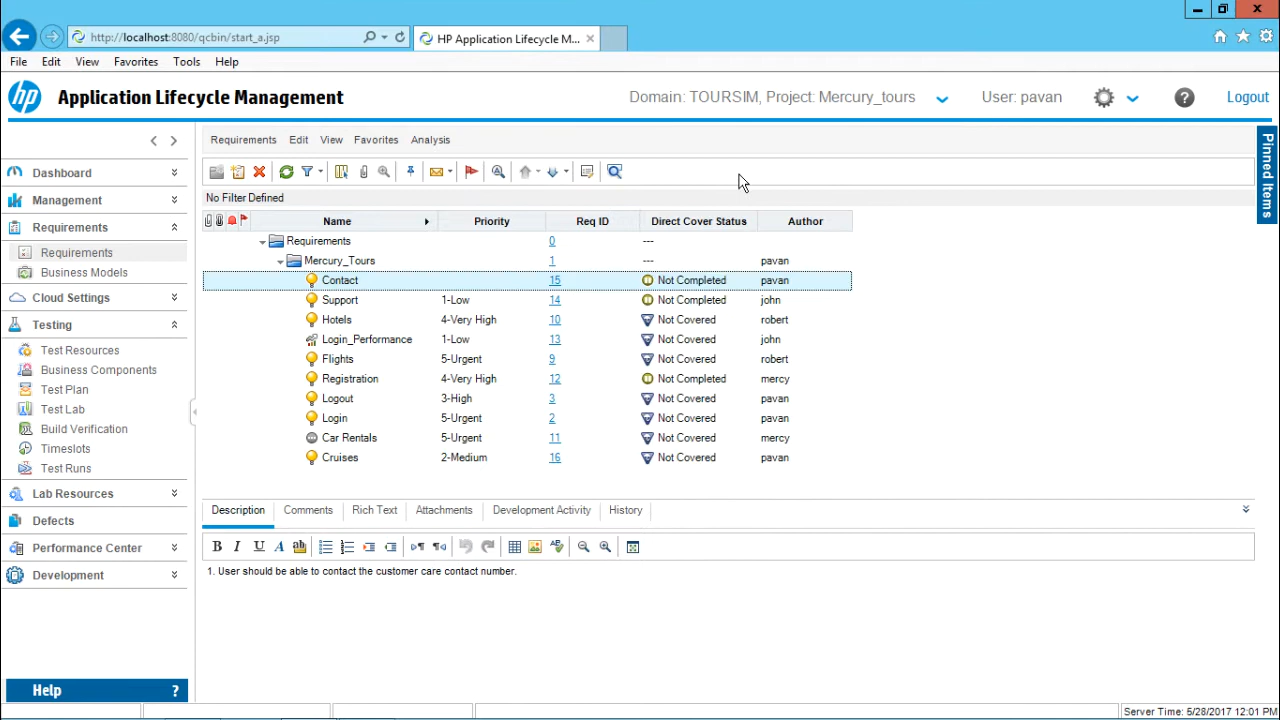 http://localhost:8080/qcbin/start_a.jsp
HP Application Lifecycle M...
File Edit View Favorites Tools Help
hp Application Lifecycle Management Domain: TOURSIM, Project: Mercury_tours User: pavan ? Logout
Pinned Items
Dashboard
Management
Requirements
Requirements
Business Models
Cloud Settings
Testing
Test Resources
Business Components
Test Plan
Test Lab
Build Verification
Timeslots
Test Runs
Lab Resources
Defects
Performance Center
Development
Help ?
Requirements Edit View Favorites Analysis
No Filter Defined
Name Priority Req ID Direct Cover Status Author
Requirements 0 ---
Mercury_Tours 1 --- pavan
Contact 15 Not Completed pavan
Support 1-Low 14 Not Completed john
Hotels 4-Very High 10 Not Covered robert
Login_Performance 1-Low 13 Not Covered john
Flights 5-Urgent 9 Not Covered robert
Registration 4-Very High 12 Not Completed mercy
Logout 3-High 3 Not Covered pavan
Login 5-Urgent 2 Not Covered pavan
Car Rentals 5-Urgent 11 Not Covered mercy
Cruises 2-Medium 16 Not Covered pavan
Description Comments Rich Text Attachments Development Activity History
B I U A ab
1. User should be able to contact the customer care contact number.
Server Time: 5/28/2017 12:01 PM